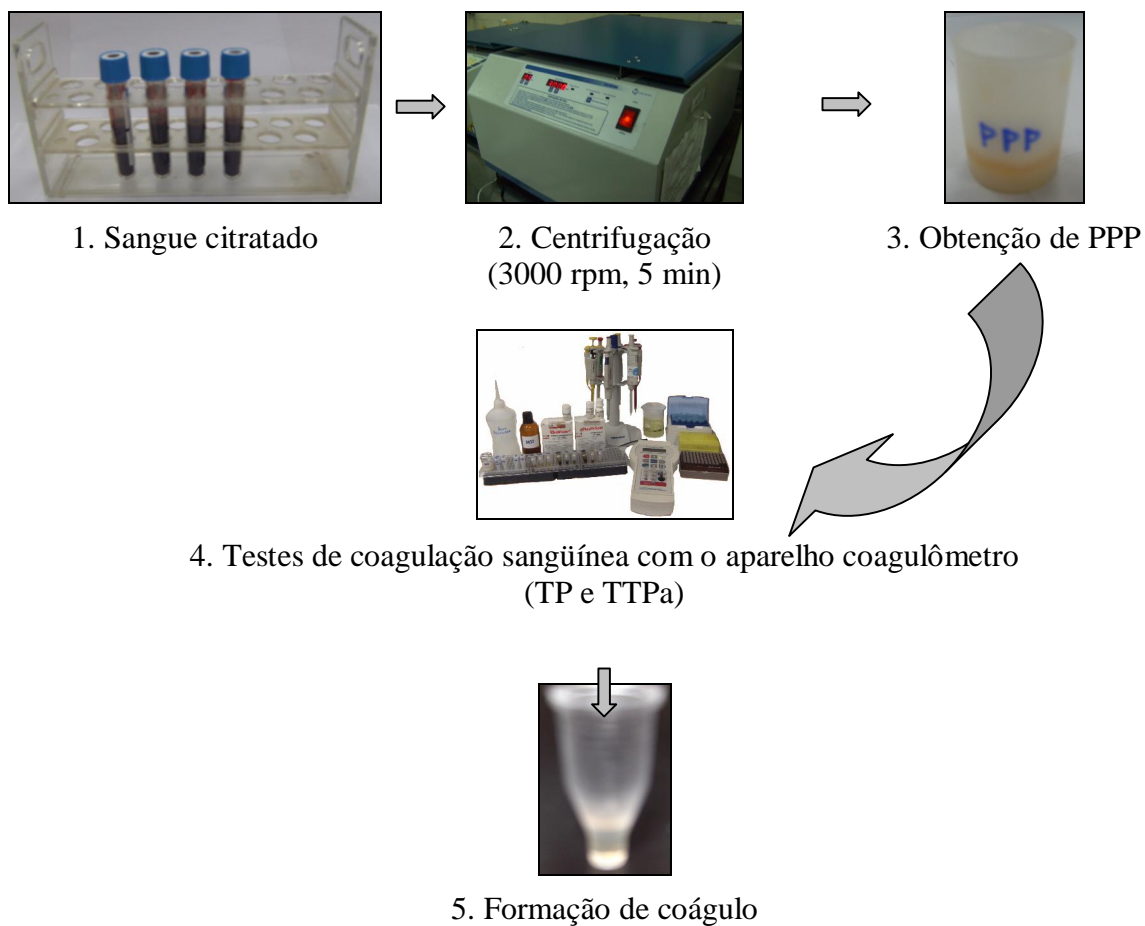 PPP
1. Sangue citratado
2. Centrifugação
(3000 rpm, 5 min)
3. Obtenção de PPP
4. Testes de coagulação sangüínea com o aparelho coagulômetro
(TP e TTPa)
5. Formação de coágulo